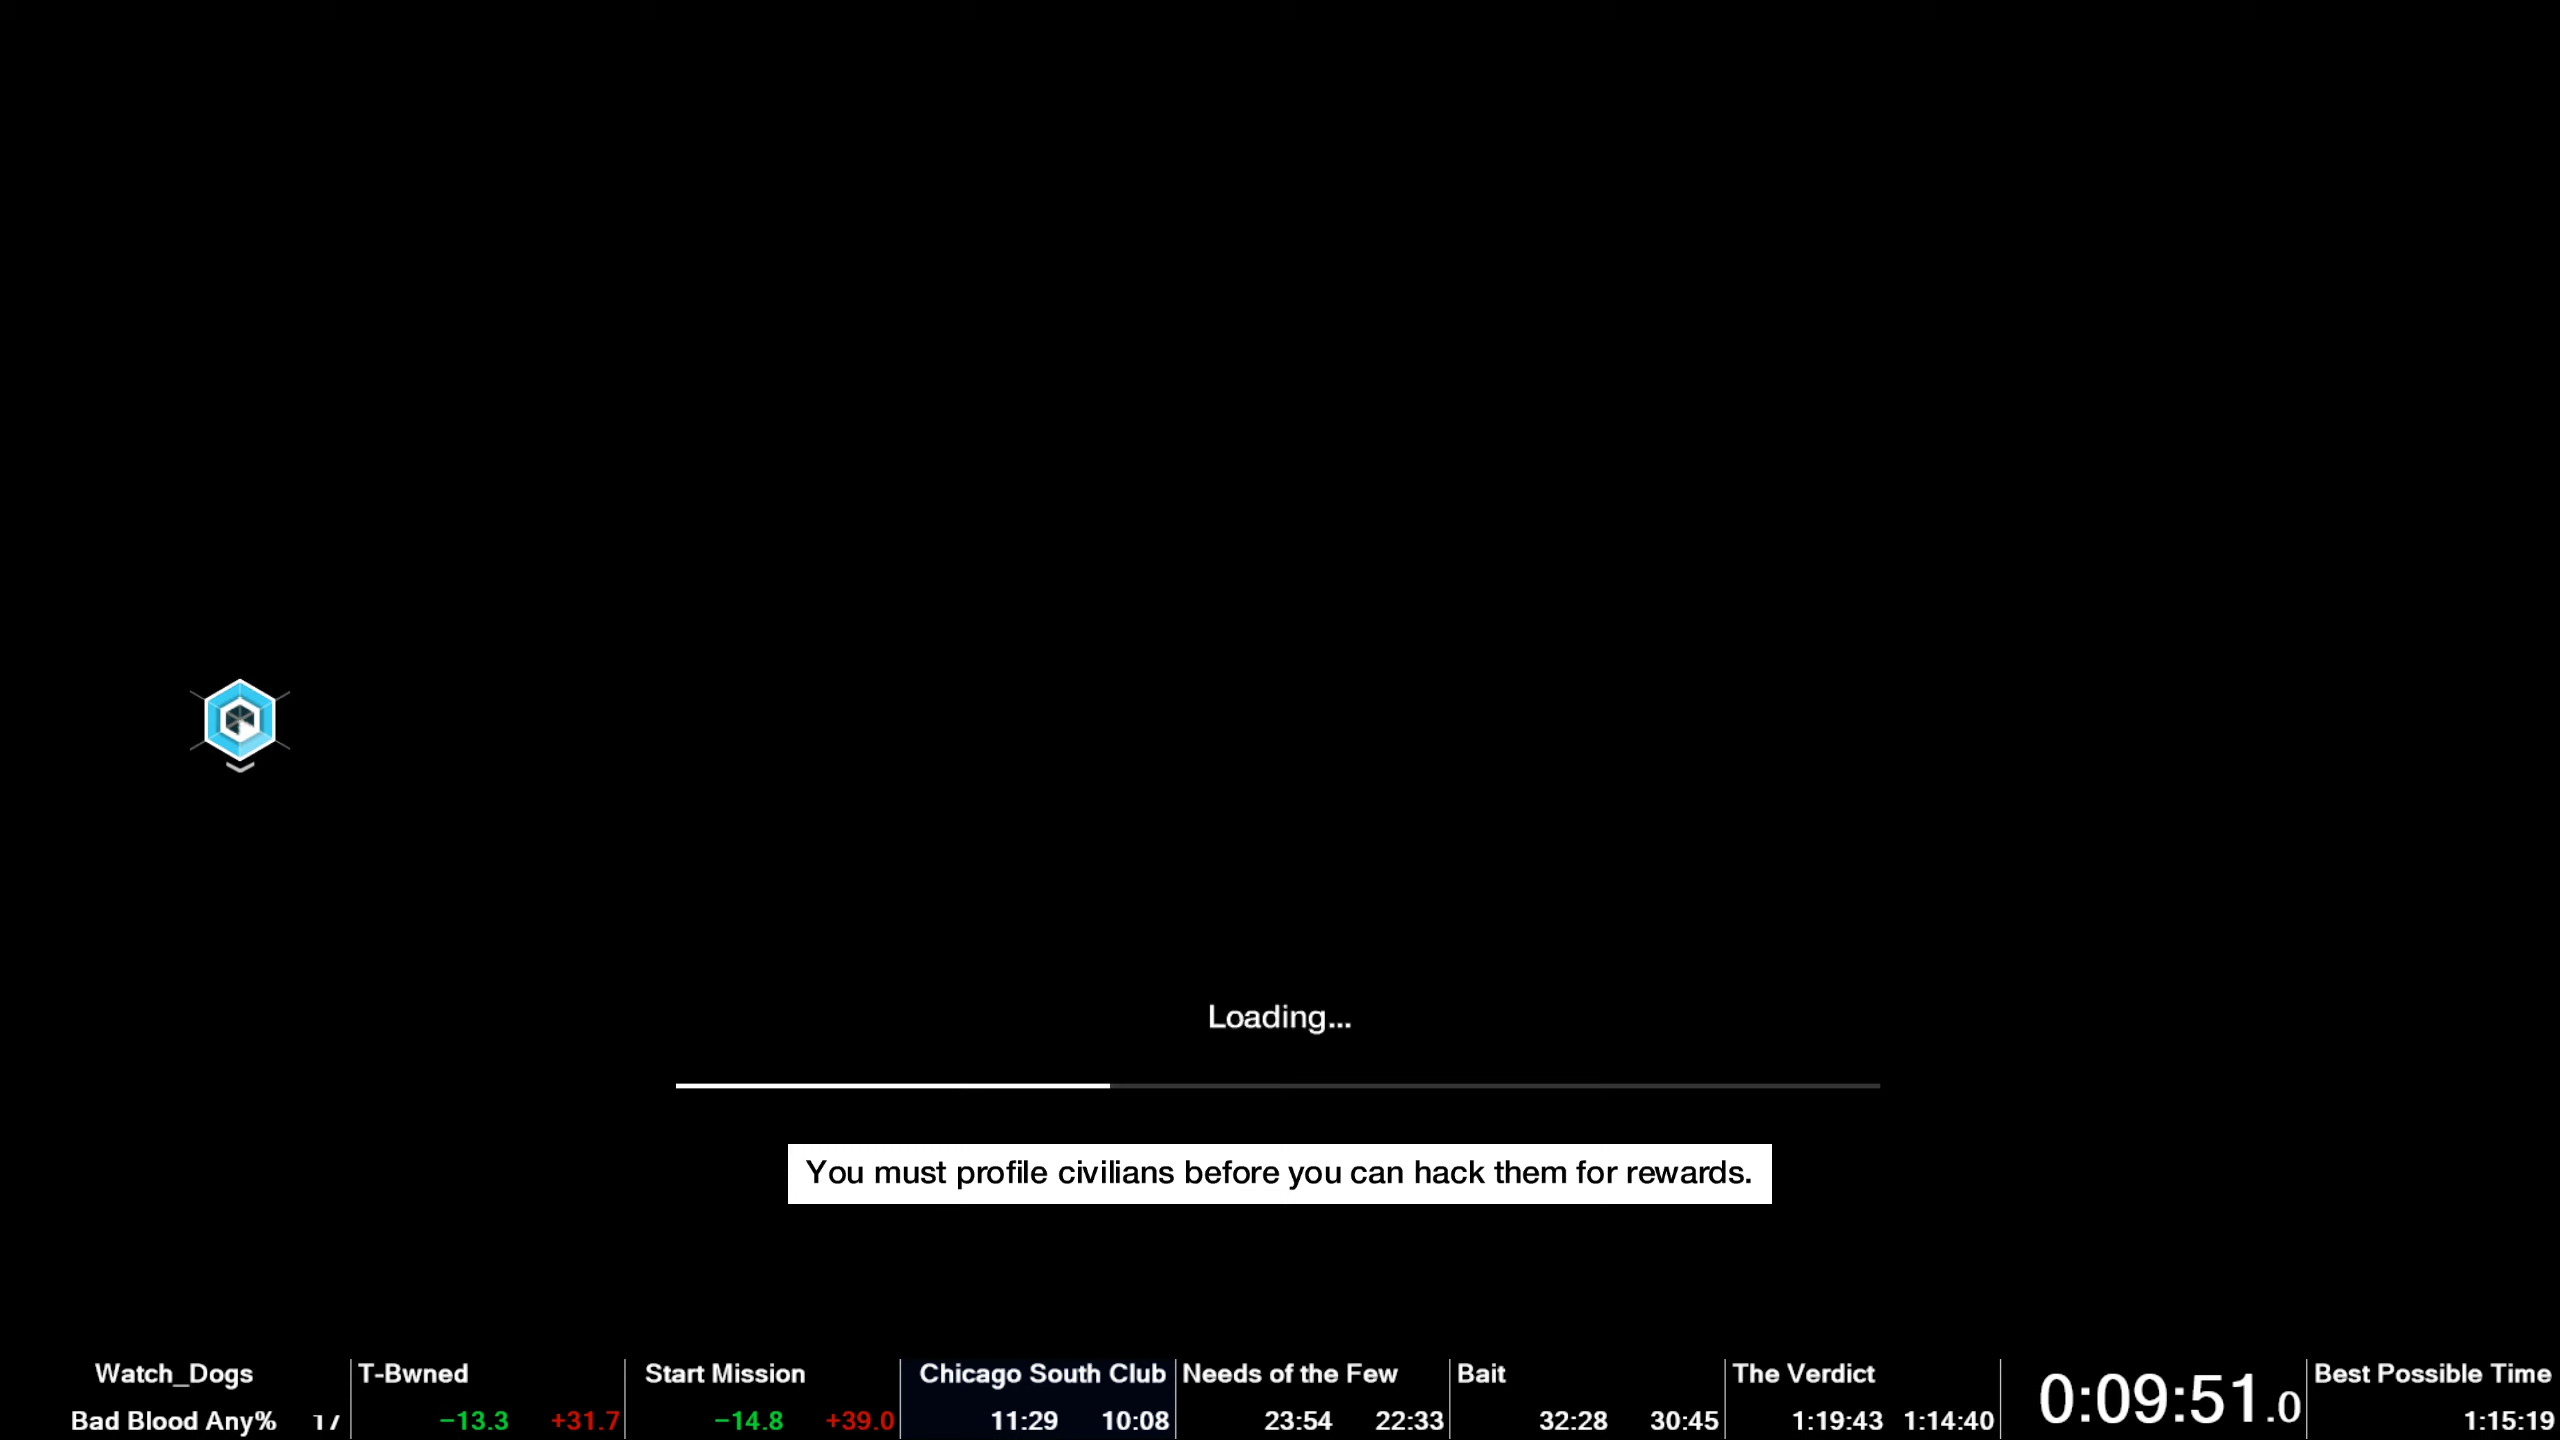 Loading...
You must profile civilians before you can hack them for rewards.
Watch_Dogs
Bad Blood Any%
T-Bwned
−13.3 +31.7
Start Mission
−14.8 +39.0
Chicago South Club
11:29 10:08
Needs of the Few
23:54 22:33
Bait
32:28 30:45
The Verdict
1:19:43 1:14:40
0:09:51.0
Best Possible Time
1:15:19